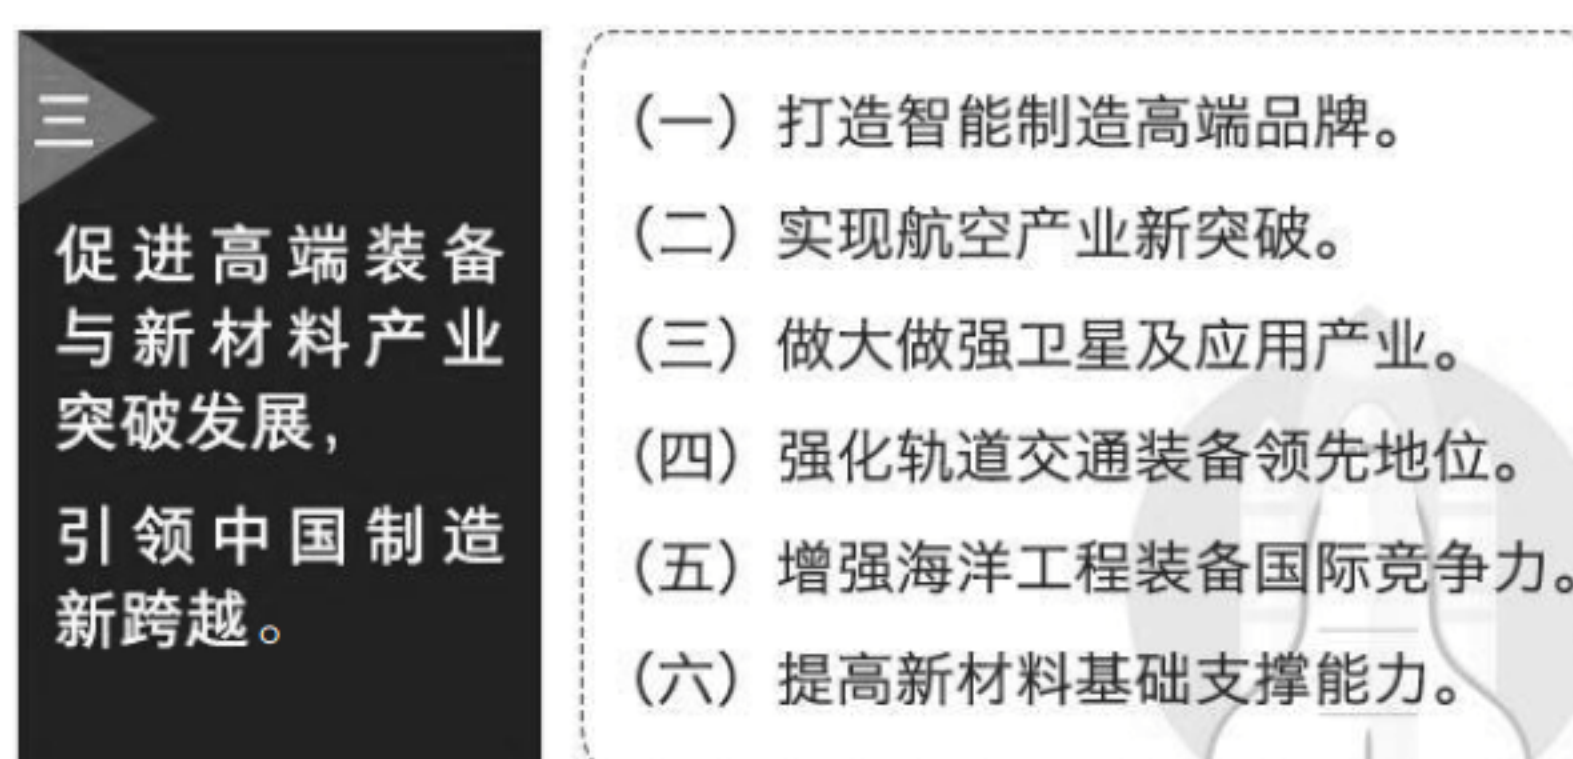 三
促进高端装备
与新材料产业
突破发展，
引领中国制造
新跨越。
（一）打造智能制造高端品牌。
（二）实现航空产业新突破。
（三）做大做强卫星及应用产业。
（四）强化轨道交通装备领先地位。
（五）增强海洋工程装备国际竞争力。
（六）提高新材料基础支撑能力。